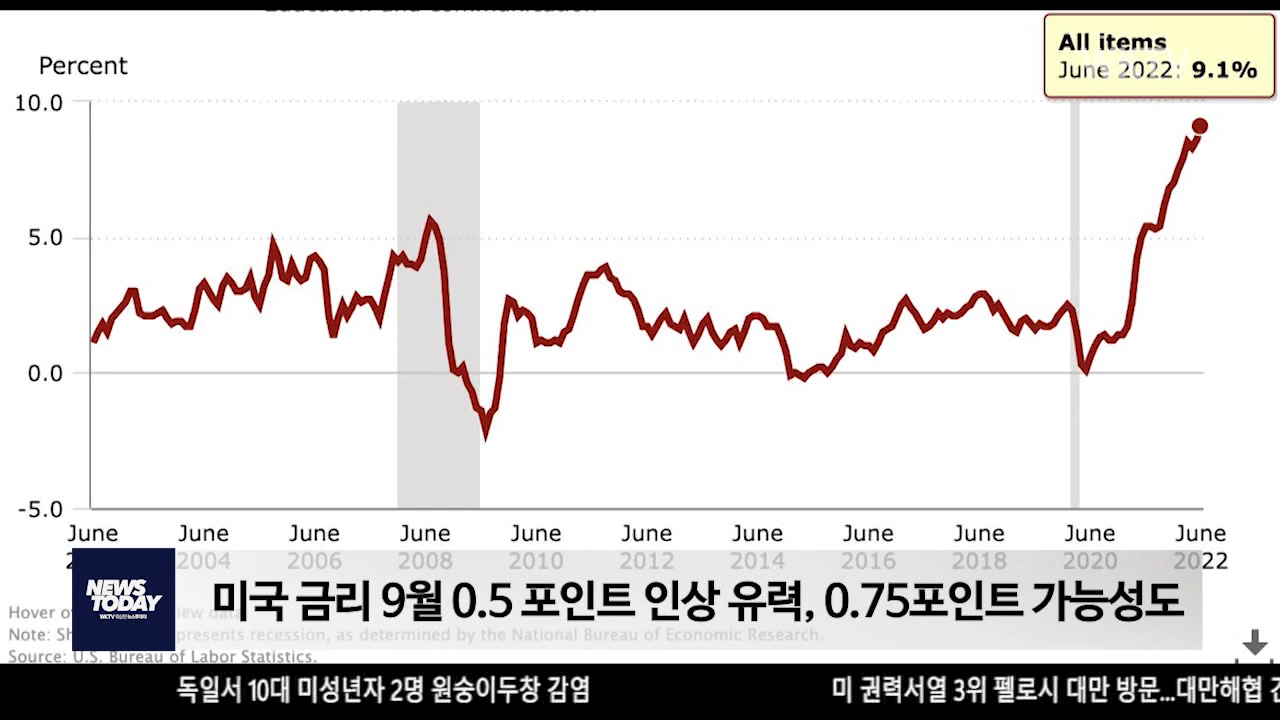 Education and Communication
All items
June 2022: 9.1%
Percent
10.0
5.0
0.0
-5.0
June June June June June June June June June June June
2004 2006 2008 2010 2012 2014 2016 2018 2020 2022
NEWS
TODAY
미국 금리 9월 0.5 포인트 인상 유력, 0.75포인트 가능성도
Hover
Note: presents recession, as determined by the National Bureau of Economic Research.
Source: U.S. Bureau of Labor Statistics.
독일서 10대 미성년자 2명 원숭이두창 감염 미 권력서열 3위 펠로시 대만 방문...대만해협